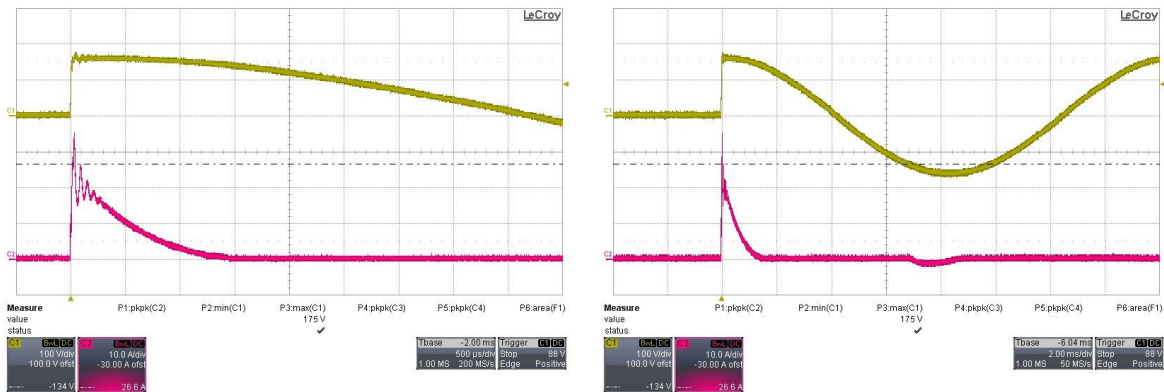 LeCroy
C1
C2
Measure P1:pkpk(C2) P2:min(C1) P3:max(C1) P4:pkpk(C3) P5:pkpk(C4) P6:area(F1)
value 175 V
status ✓
C1 BwL DC C2 BwL DC Tbase -2.00 ms Trigger C1 DC
100 V/div 10.0 A/div 500 µs/div Stop 88 V
100.0 V ofst -30.00 A ofst 1.00 MS 200 MS/s Edge Positive
-134 V 26.6 A
LeCroy
C1
C2
Measure P1:pkpk(C2) P2:min(C1) P3:max(C1) P4:pkpk(C3) P5:pkpk(C4) P6:area(F1)
value 175 V
status ✓
C1 BwL DC C2 BwL DC Tbase -6.04 ms Trigger C1 DC
100 V/div 10.0 A/div 2.00 ms/div Stop 88 V
100.0 V ofst -30.00 A ofst 1.00 MS 50 MS/s Edge Positive
-134 V 26.6 A